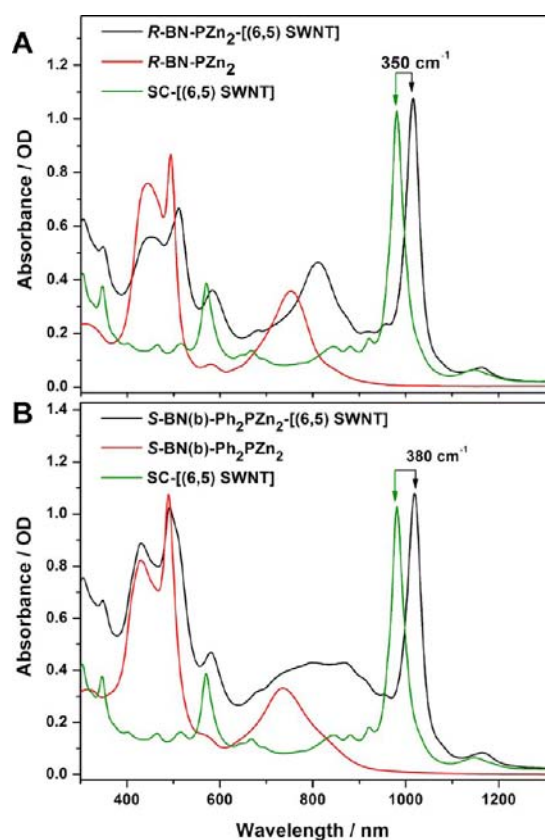 A
R-BN-PZn2-[(6,5) SWNT]
R-BN-PZn2
SC-[(6,5) SWNT]
350 cm-1
1.2
1.0
0.8
0.6
0.4
0.2
0.0
Absorbance / OD
B
S-BN(b)-Ph2PZn2-[(6,5) SWNT]
S-BN(b)-Ph2PZn2
SC-[(6,5) SWNT]
380 cm-1
1.4
1.2
1.0
0.8
0.6
0.4
0.2
0.0
Absorbance / OD
400 600 800 1000 1200
Wavelength / nm